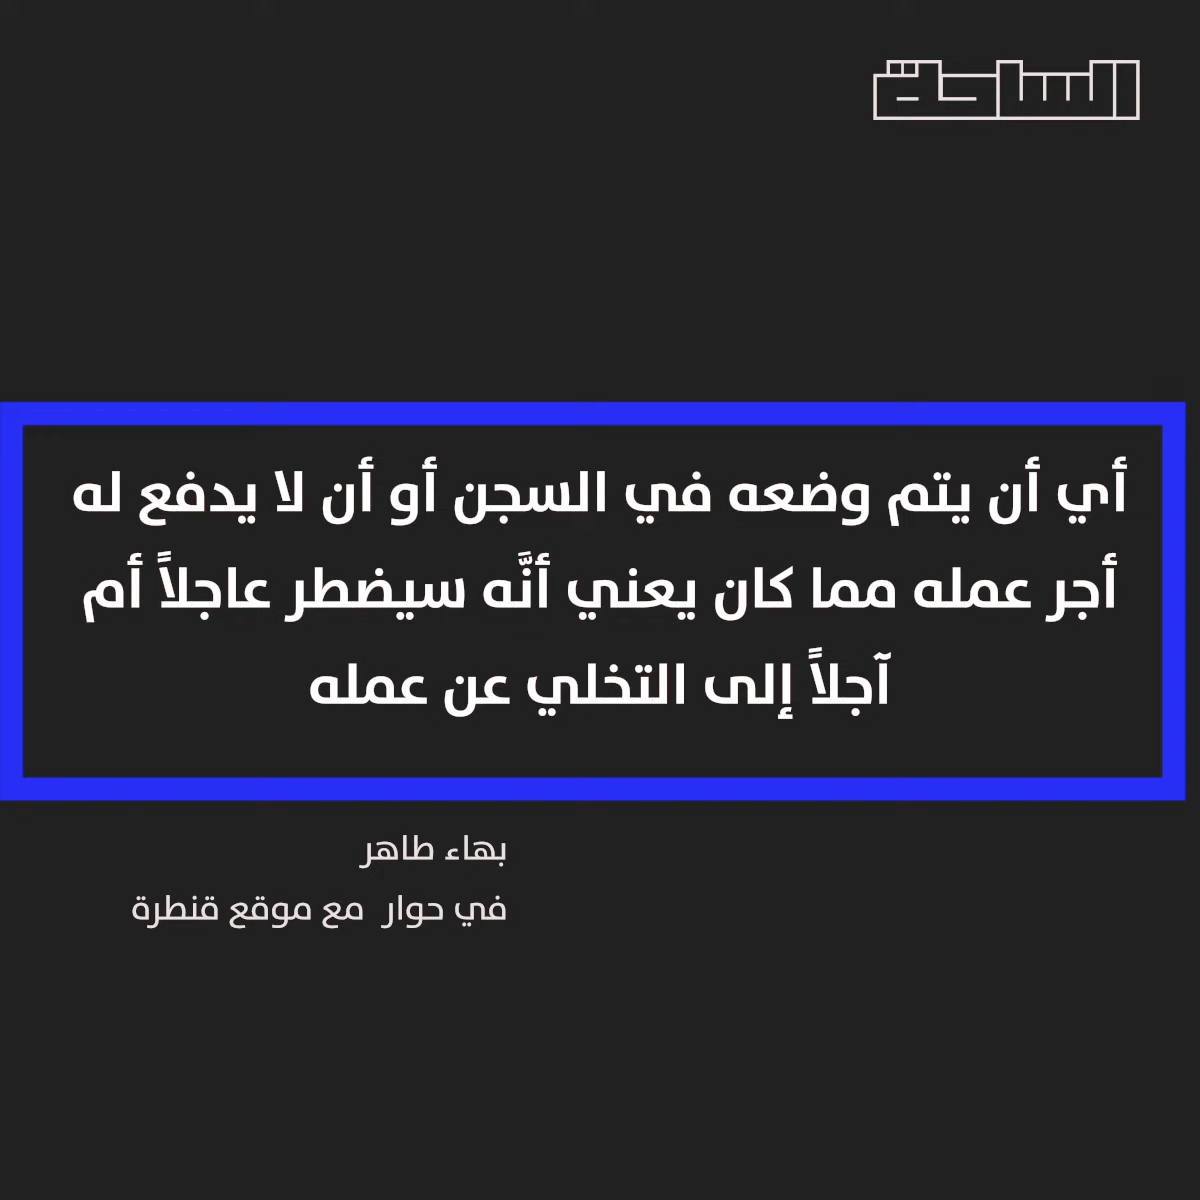 الساحة
أي أن يتم وضعه في السجن أو أن لا يدفع له
أجر عمله مما كان يعني أنَّه سيضطر عاجلاً أم
آجلاً إلى التخلي عن عمله
بهاء طاهر
في حوار مع موقع قنطرة